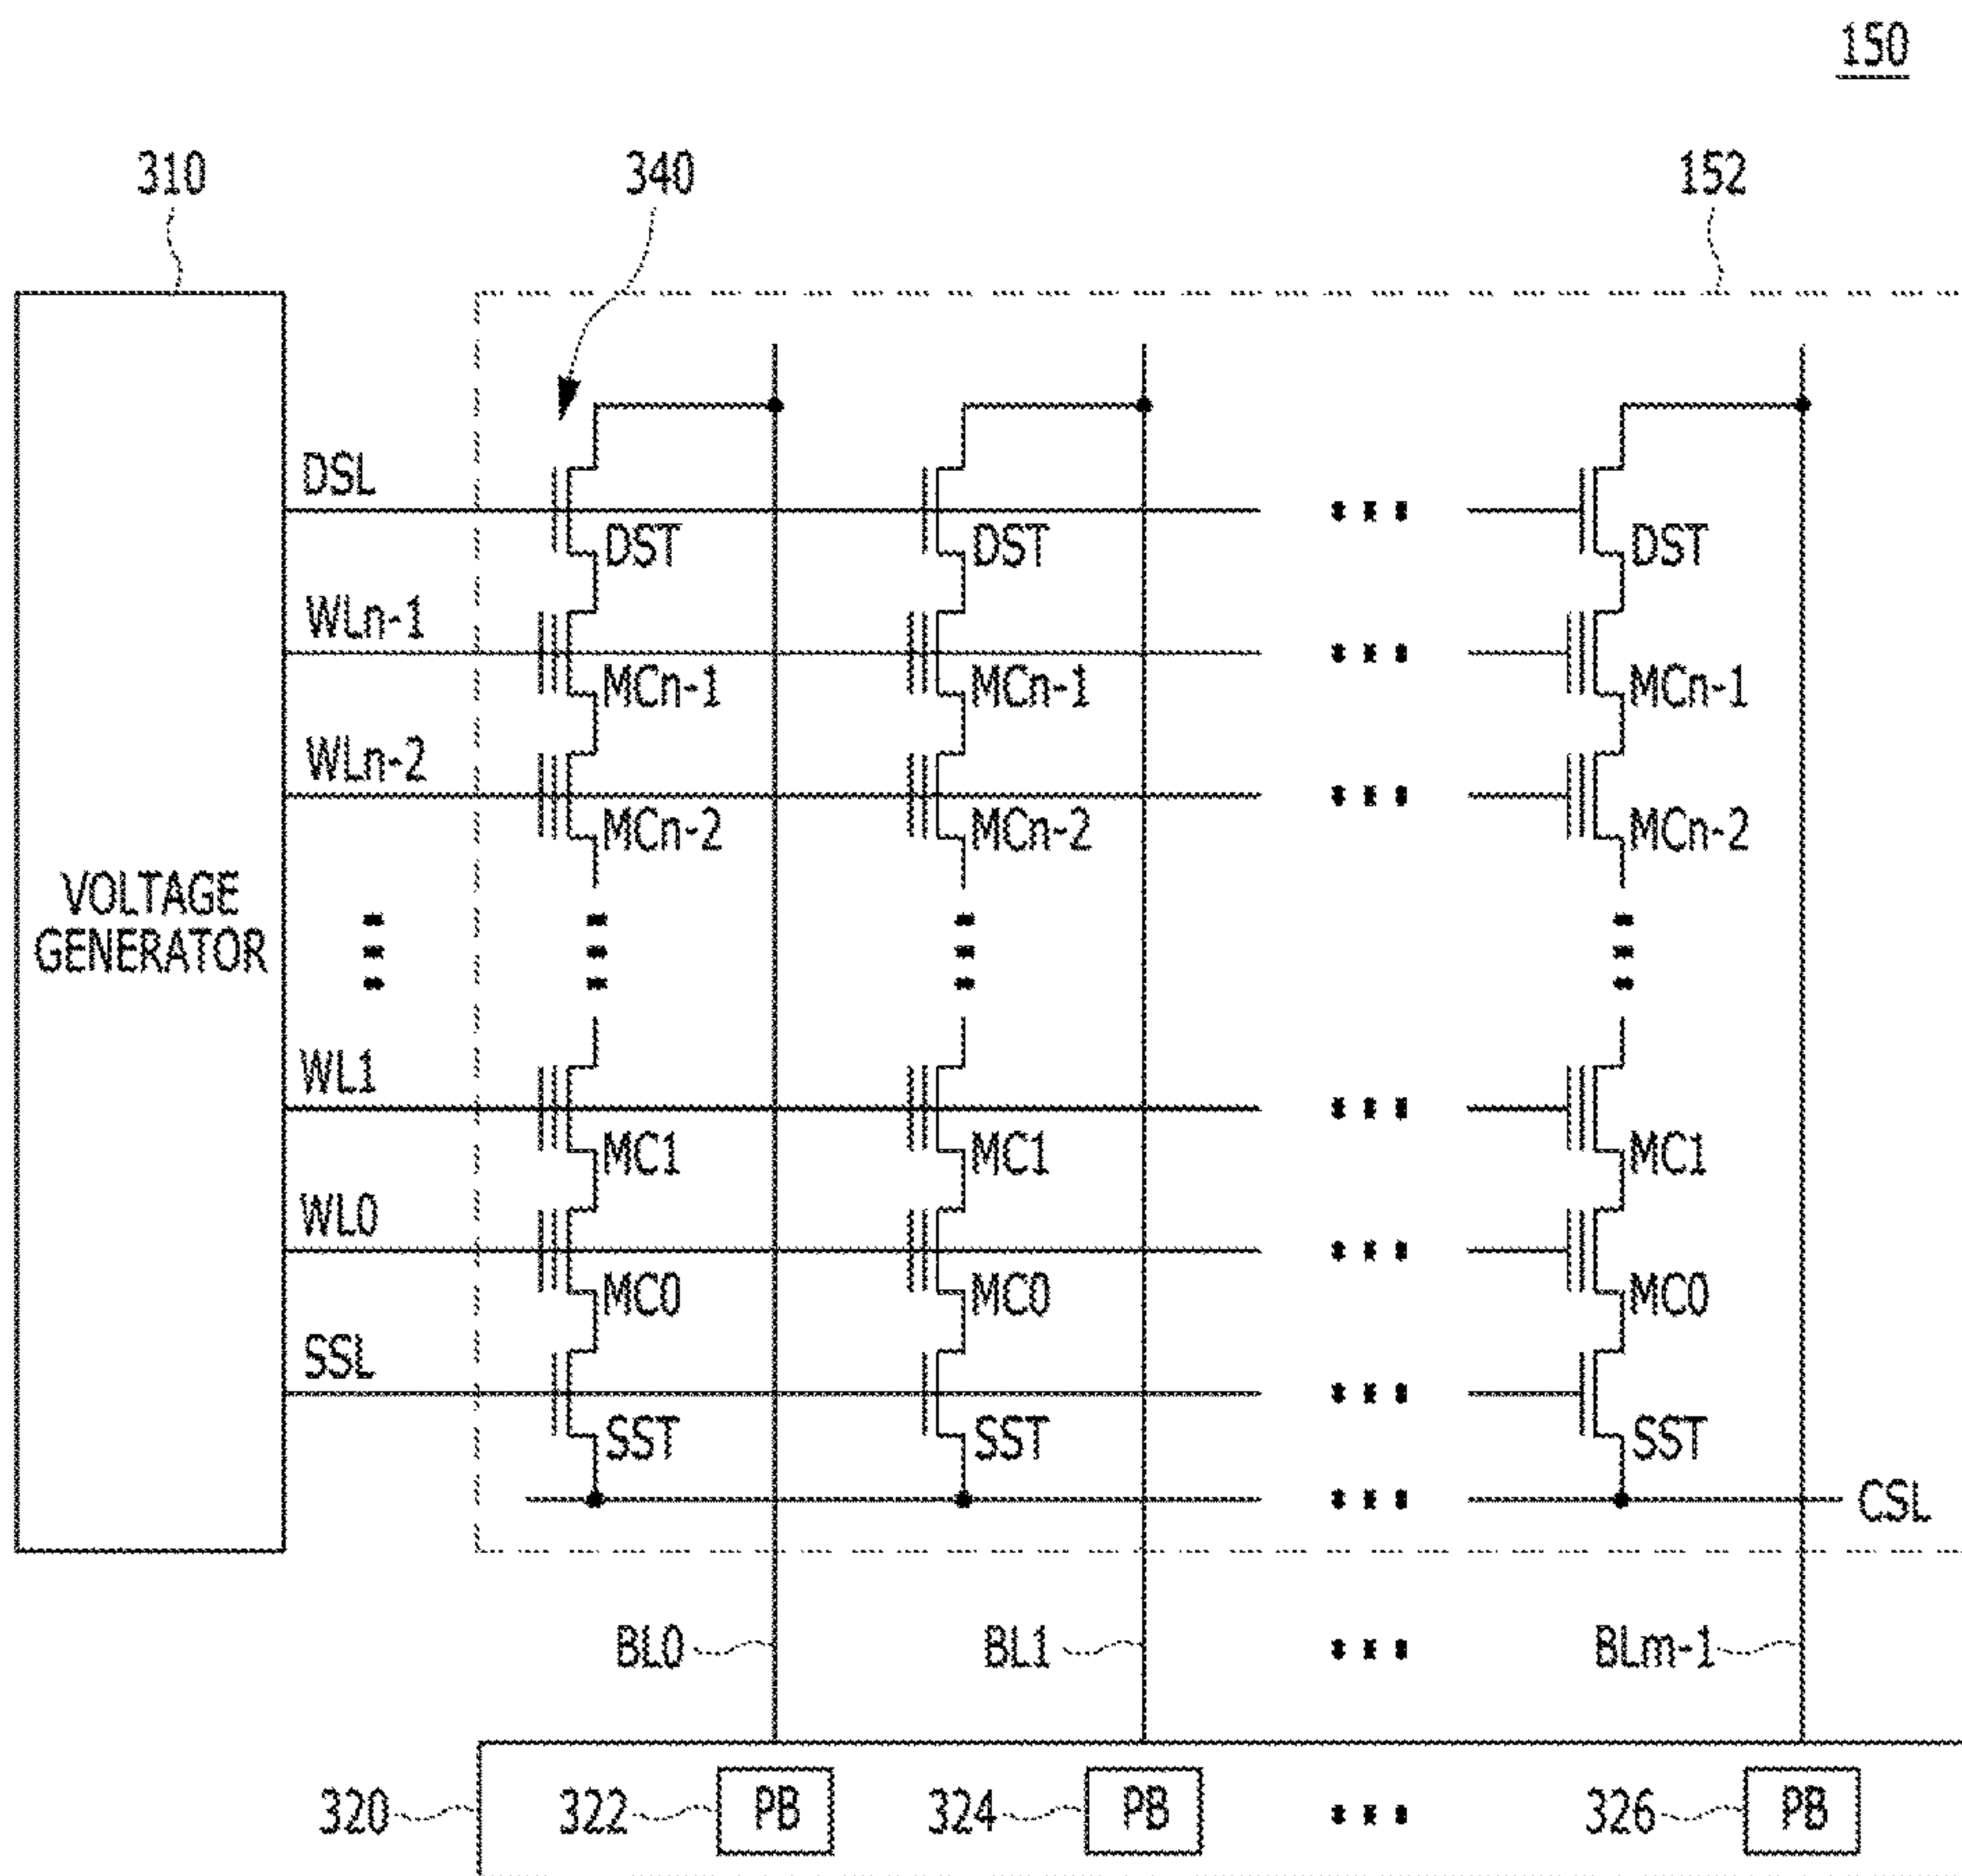 150
310 340 152
DSL
DST DST DST
WLn-1
MCn-1 MCn-1 MCn-1
WLn-2
MCn-2 MCn-2 MCn-2
VOLTAGE
GENERATOR
WL1
MC1 MC1 MC1
WL0
MC0 MC0 MC0
SSL
SST SST SST
CSL
BL0 BL1 BLm-1
320 322 PB 324 PB 326 PB